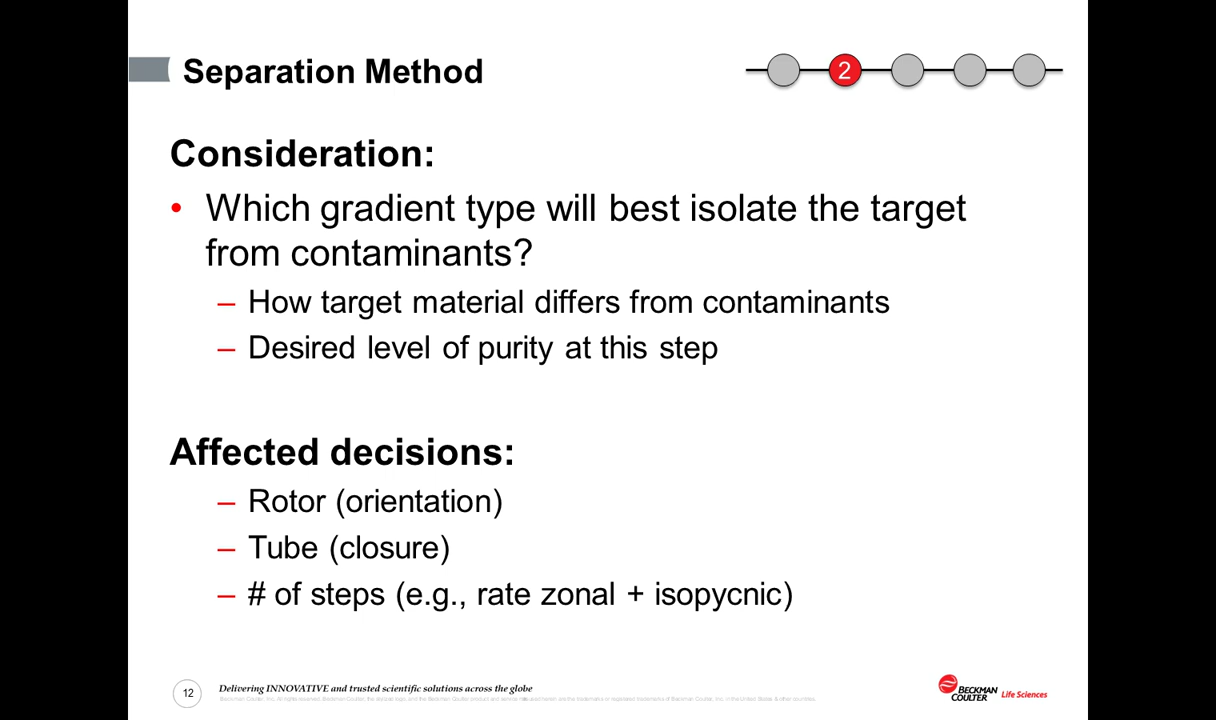 Separation Method
2
Consideration:
• Which gradient type will best isolate the target
from contaminants?
– How target material differs from contaminants
– Desired level of purity at this step
Affected decisions:
– Rotor (orientation)
– Tube (closure)
– # of steps (e.g., rate zonal + isopycnic)
12
Delivering INNOVATIVE and trusted scientific solutions across the globe
BECKMAN
COULTER Life Sciences